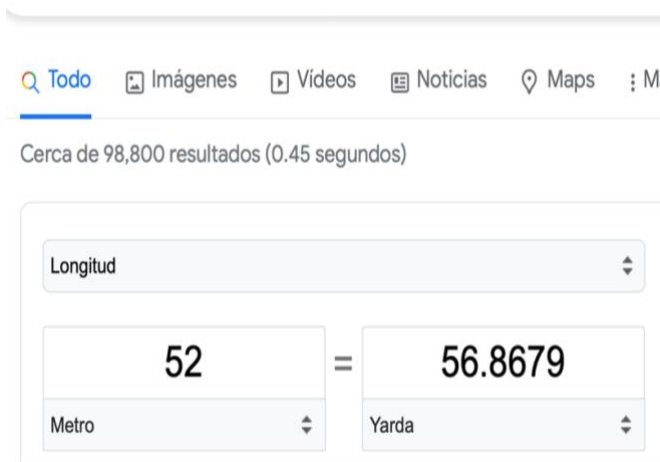 Todo Imágenes Vídeos Noticias Maps M
Cerca de 98,800 resultados (0.45 segundos)
Longitud
52 = 56.8679
Metro Yarda